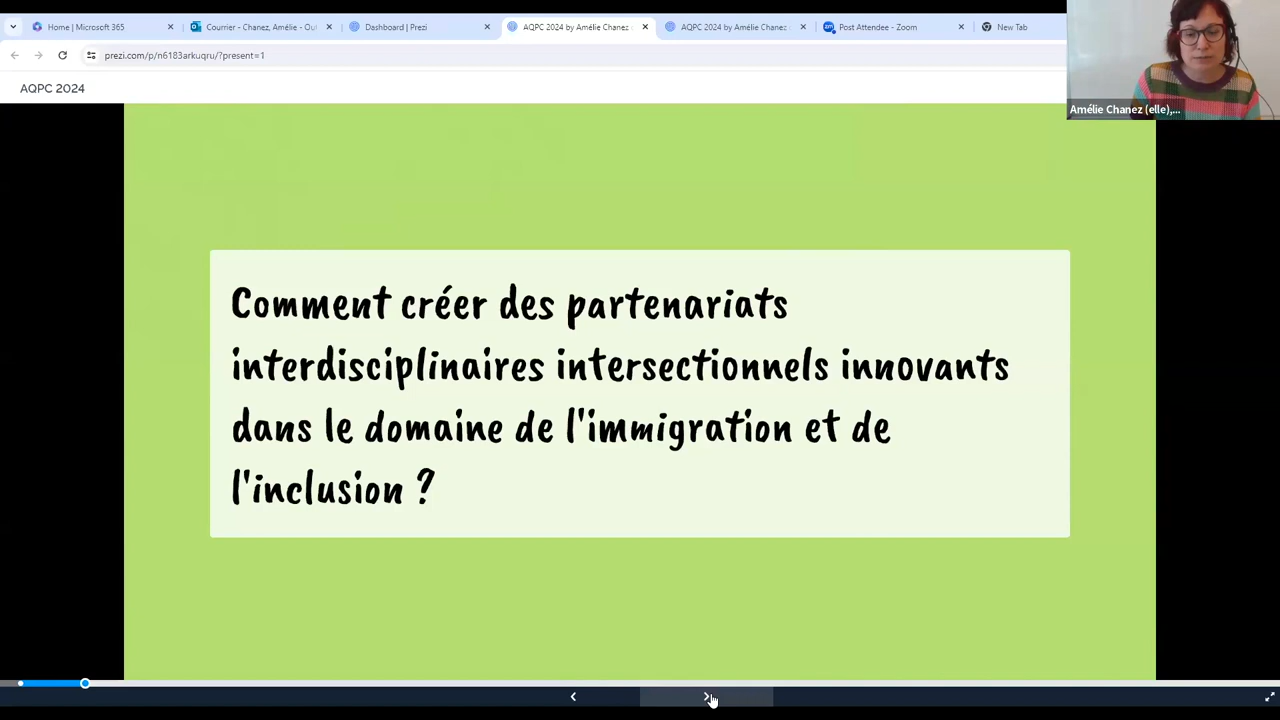 Home | Microsoft 365
Courrier - Chanez, Amélie - Out
Dashboard | Prezi
AQPC 2024 by Amélie Chanez
AQPC 2024 by Amélie Chanez
Post Attendee - Zoom
New Tab
prezi.com/p/n6183arkuqru/?present=1
AQPC 2024
Amélie Chanez (elle),...
Comment créer des partenariats
interdisciplinaires intersectionnels innovants
dans le domaine de l'immigration et de
l'inclusion ?